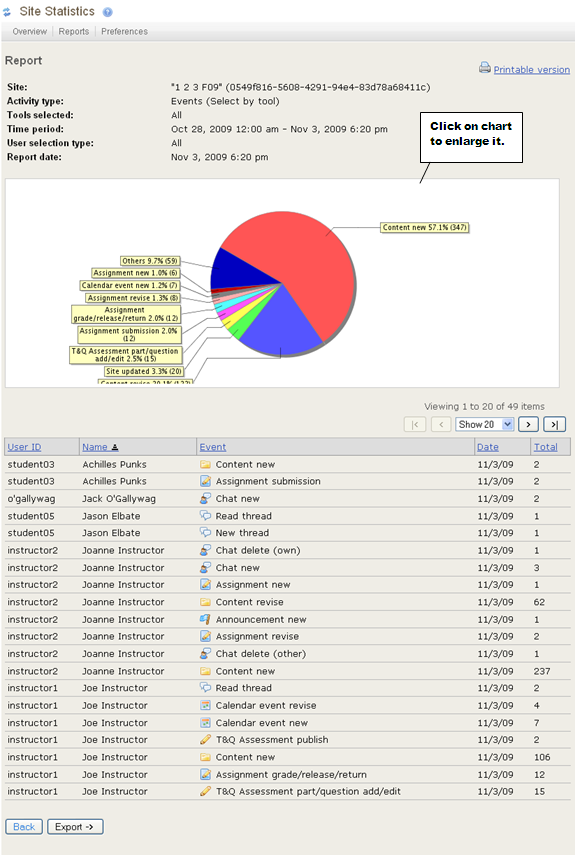 Site Statistics
Overview Reports Preferences
Report
Printable version
Site: "1 2 3 F09" (0549f816-5608-4291-94e4-83d78a68411c)
Activity type: Events (Select by tool)
Tools selected: All
Time period: Oct 28, 2009 12:00 am - Nov 3, 2009 6:20 pm
User selection type: All
Report date: Nov 3, 2009 6:20 pm
Click on chart
to enlarge it.
Content new 57.1% (347)
Others 9.7% (59)
Assignment new 1.0% (6)
Calendar event new 1.2% (7)
Assignment revise 1.3% (8)
Assignment
grade/release/return 2.0% (12)
Assignment submission 2.0%
(12)
T&Q Assessment part/question
add/edit 2.5% (15)
Site updated 3.3% (20)
Content revise 20.1% (122)
Viewing 1 to 20 of 49 items
|< < Show 20 > >|
User ID Name Event Date Total
student03 Achilles Punks Content new 11/3/09 2
student03 Achilles Punks Assignment submission 11/3/09 2
o'gallywag Jack O'Gallywag Chat new 11/3/09 2
student05 Jason Elbate Read thread 11/3/09 1
student05 Jason Elbate New thread 11/3/09 1
instructor2 Joanne Instructor Chat delete (own) 11/3/09 1
instructor2 Joanne Instructor Chat new 11/3/09 3
instructor2 Joanne Instructor Assignment new 11/3/09 1
instructor2 Joanne Instructor Content revise 11/3/09 62
instructor2 Joanne Instructor Announcement new 11/3/09 1
instructor2 Joanne Instructor Assignment revise 11/3/09 2
instructor2 Joanne Instructor Chat delete (other) 11/3/09 1
instructor2 Joanne Instructor Content new 11/3/09 237
instructor1 Joe Instructor Read thread 11/3/09 2
instructor1 Joe Instructor Calendar event revise 11/3/09 4
instructor1 Joe Instructor Calendar event new 11/3/09 7
instructor1 Joe Instructor T&Q Assessment publish 11/3/09 2
instructor1 Joe Instructor Content new 11/3/09 106
instructor1 Joe Instructor Assignment grade/release/return 11/3/09 12
instructor1 Joe Instructor T&Q Assessment part/question add/edit 11/3/09 15
Back Export ->